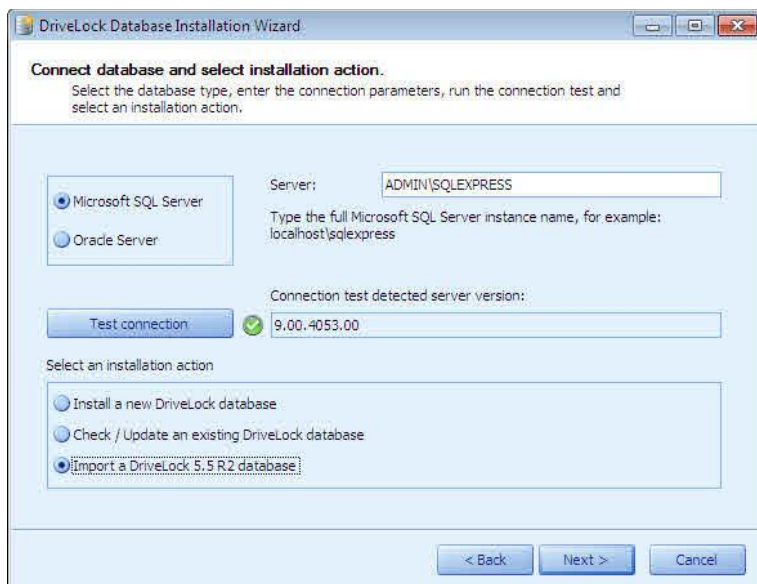 DriveLock Database Installation Wizard
Connect database and select installation action.
Select the database type, enter the connection parameters, run the connection test and
select an installation action.
Microsoft SQL Server
Oracle Server
Server:
ADMIN\SQLEXPRESS
Type the full Microsoft SQL Server instance name, for example:
localhost\sqlexpress
Connection test detected server version:
Test connection
9.00.4053.00
Select an installation action
Install a new DriveLock database
Check / Update an existing DriveLock database
Import a DriveLock 5.5 R2 database
< Back
Next >
Cancel